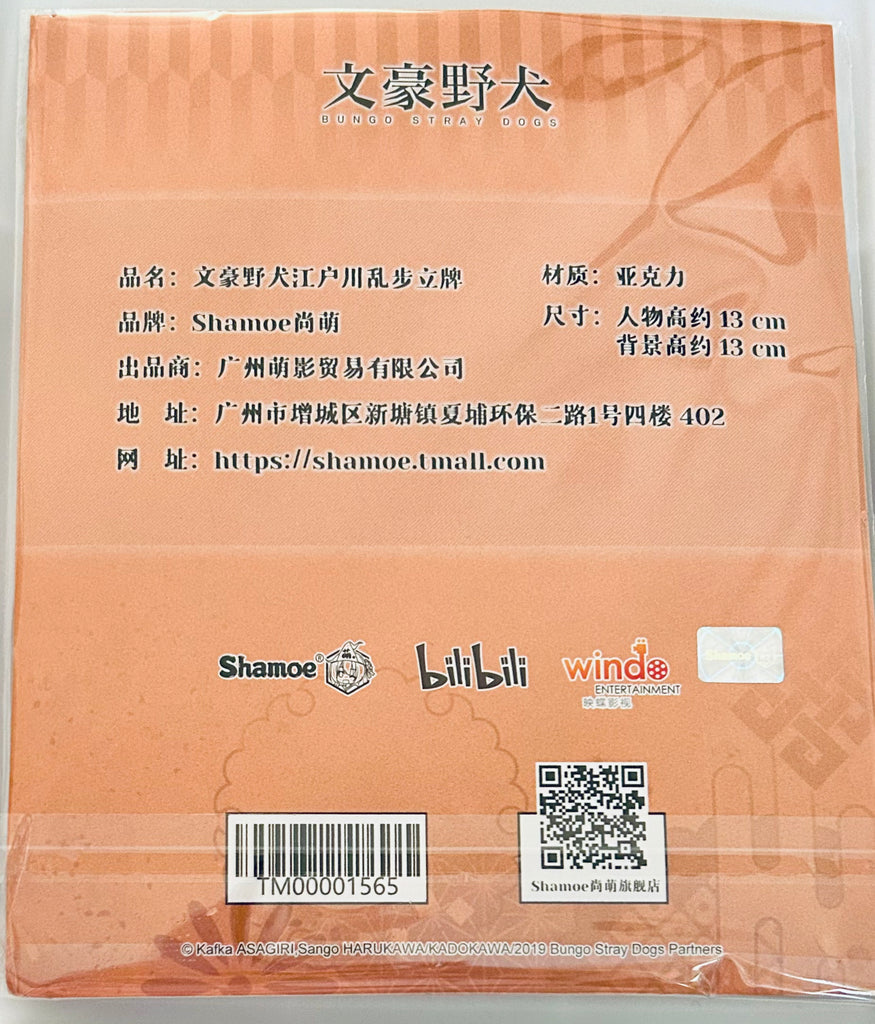 文豪野犬
BUNGO STRAY DOGS
品名：文豪野犬江户川乱步立牌
品牌：Shamoe尚萌
出品商：广州萌影贸易有限公司
地 址：广州市增城区新塘镇夏埔环保二路1号四楼 402
网 址：https://shamoe.tmall.com
材质：亚克力
尺寸：人物高约 13 cm
背景高约 13 cm
Shamoe®
bilibili
windo
ENTERTAINMENT
映蝶影视
Shamoe
TM00001565
Shamoe尚萌旗舰店
© Kafka ASAGIRI,Sango HARUKAWA/KADOKAWA/2019 Bungo Stray Dogs Partners